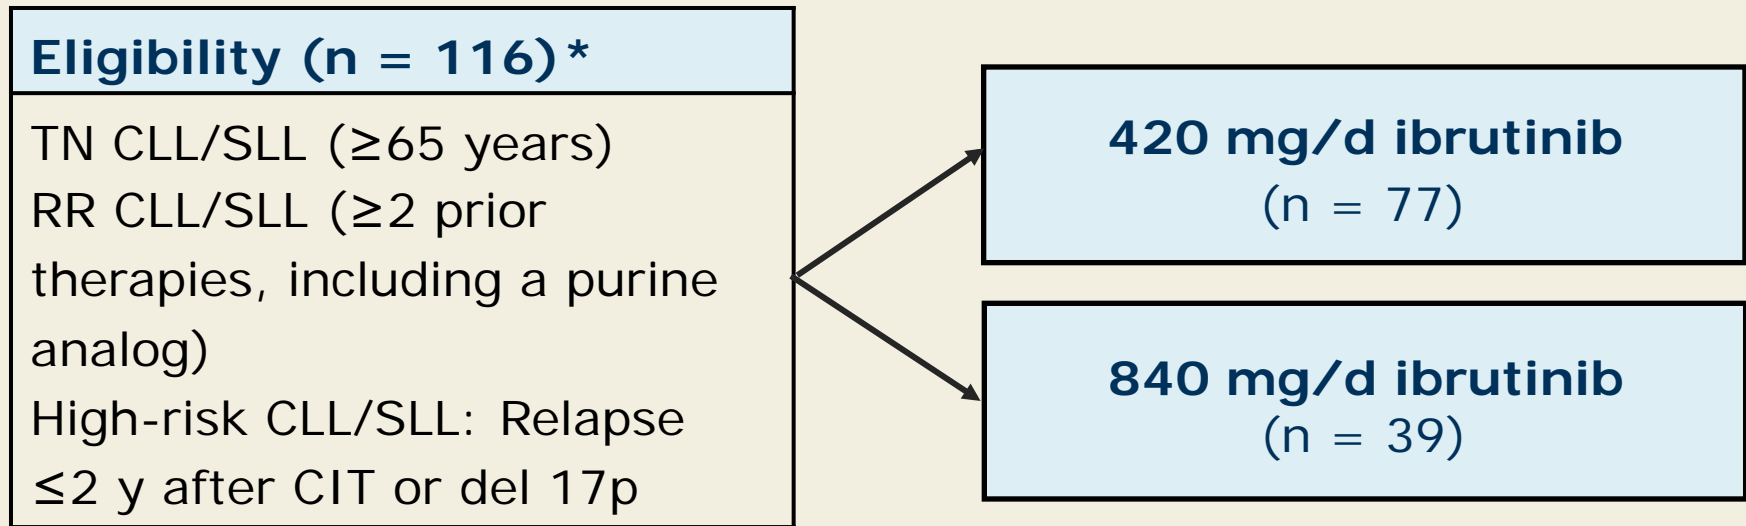 Eligibility (n = 116)*
TN CLL/SLL (≥65 years)
RR CLL/SLL (≥2 prior
therapies, including a purine
analog)
High-risk CLL/SLL: Relapse
≤2 y after CIT or del 17p
420 mg/d ibrutinib
(n = 77)
840 mg/d ibrutinib
(n = 39)